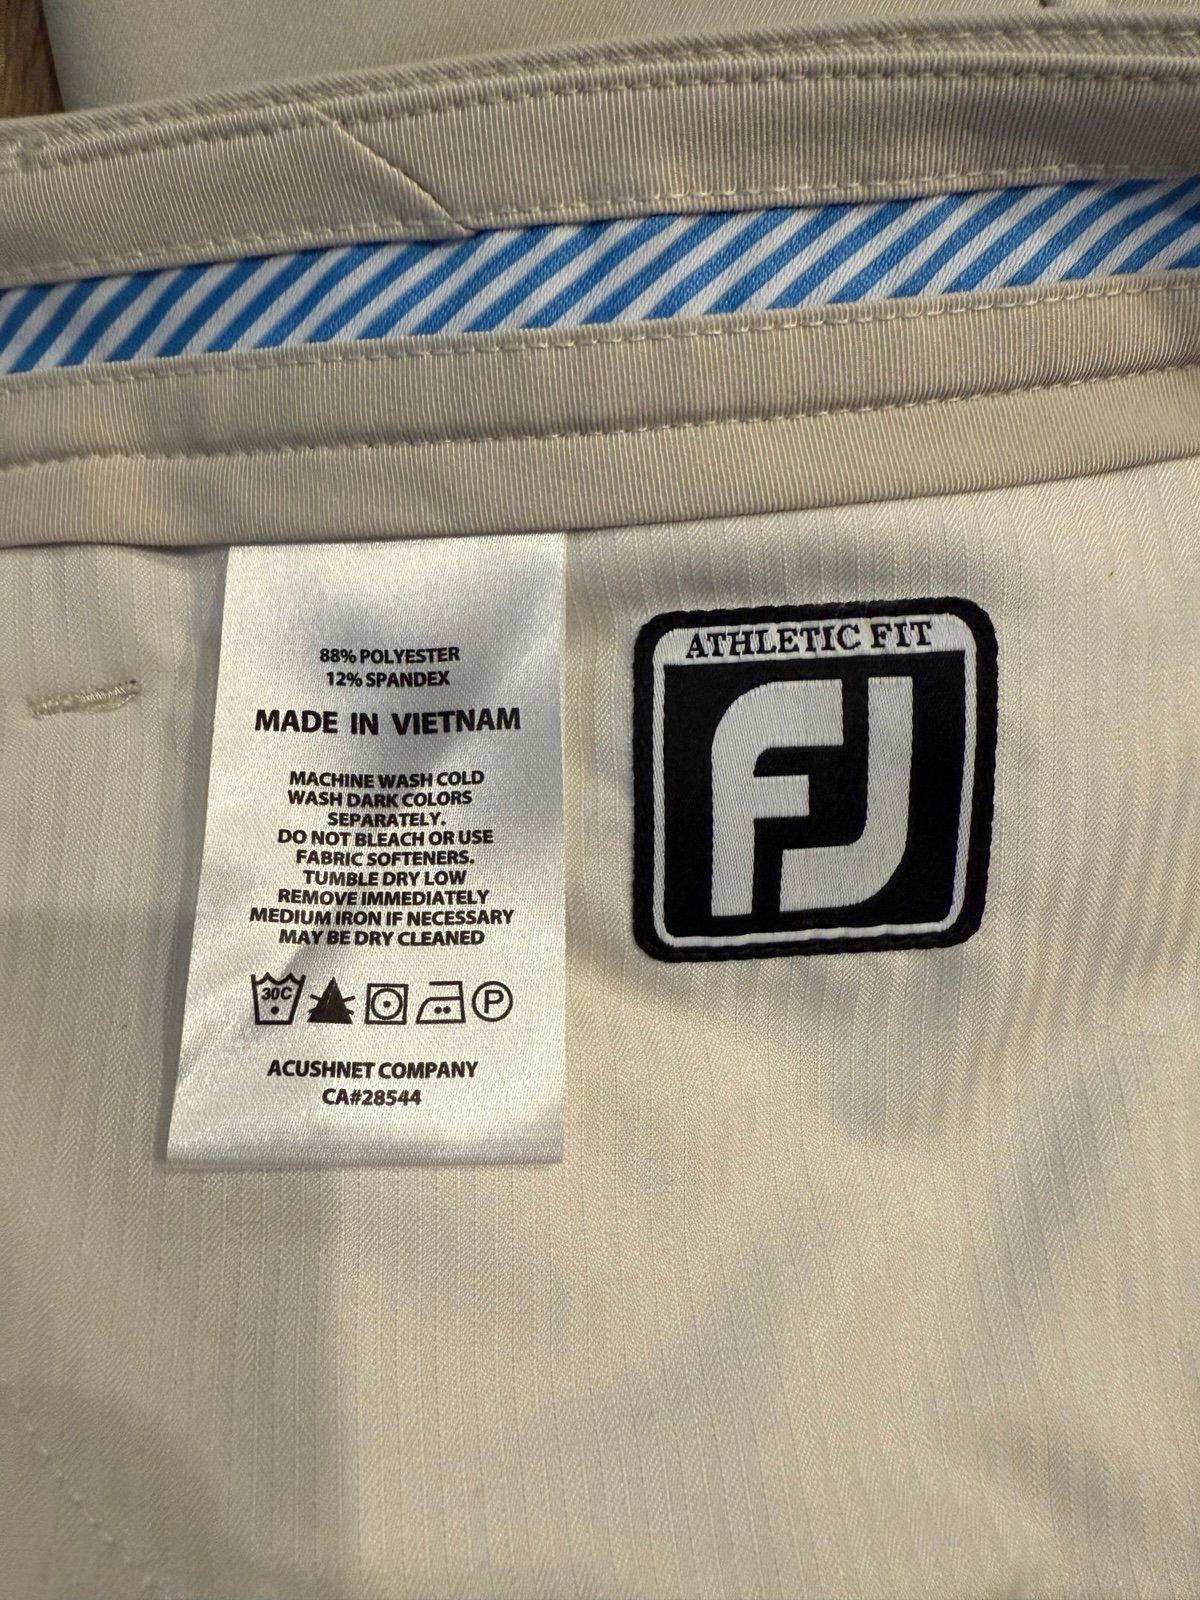 88% POLYESTER
12% SPANDEX
MADE IN VIETNAM
MACHINE WASH COLD
WASH DARK COLORS
SEPARATELY.
DO NOT BLEACH OR USE
FABRIC SOFTENERS.
TUMBLE DRY LOW
REMOVE IMMEDIATELY
MEDIUM IRON IF NECESSARY
MAY BE DRY CLEANED
30C P
ACUSHNET COMPANY
CA#28544
ATHLETIC FIT
FJ